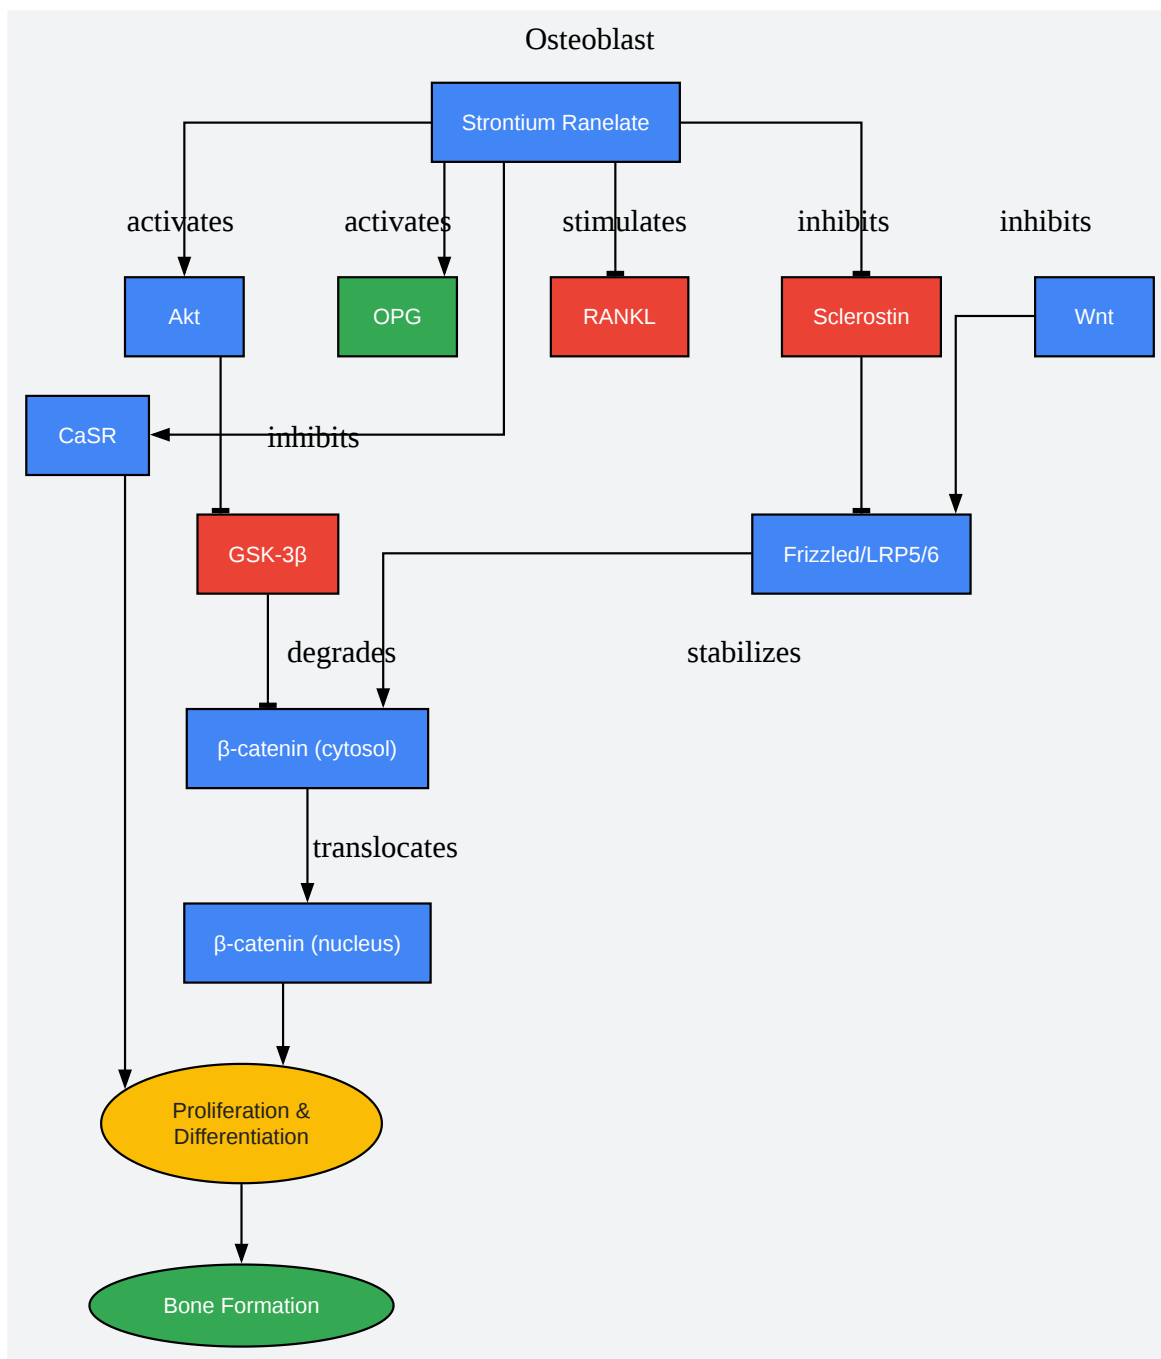 Osteoblast
Strontium Ranelate
activates
activates
stimulates
inhibits
inhibits
Akt
OPG
RANKL
Sclerostin
Wnt
CaSR
inhibits
GSK-3β
Frizzled/LRP5/6
degrades
stabilizes
β-catenin (cytosol)
translocates
β-catenin (nucleus)
Proliferation &
Differentiation
Bone Formation